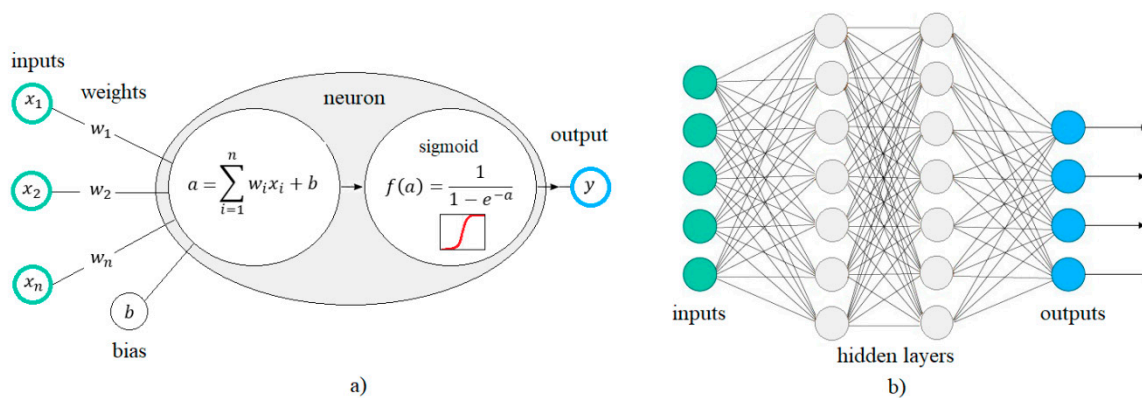 inputs
x₁
weights
w₁
x₂
w₂
wₙ
xₙ
b
bias
neuron
a = ∑ⁿᵢ₌₁ wᵢxᵢ + b
sigmoid
f(a) = 1 / (1 − e⁻ᵃ)
output
y
a)
inputs
hidden layers
outputs
b)